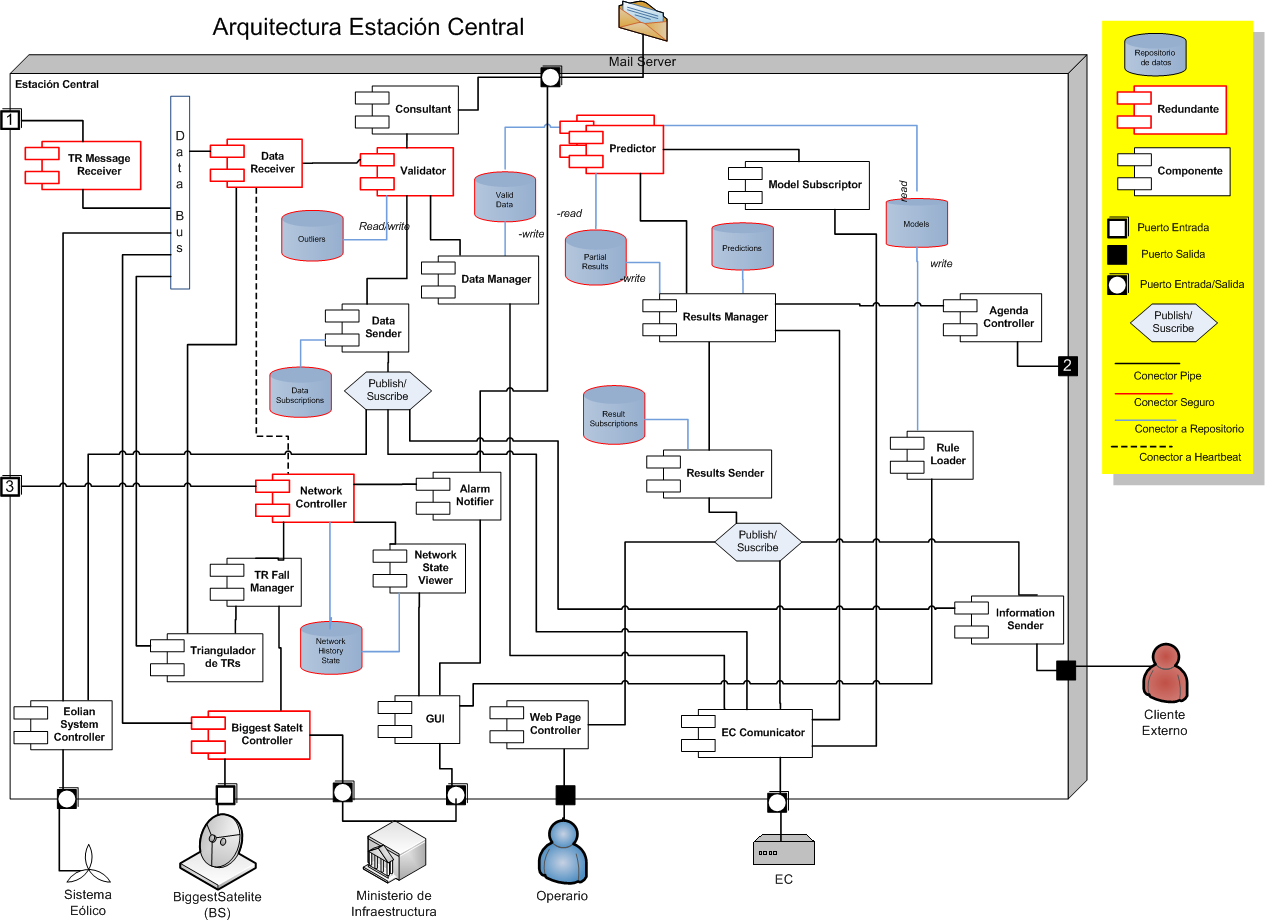 Arquitectura Estación Central
Mail Server
Estación Central
1
TR Message
Receiver
Data Bus
Data
Receiver
Consultant
Validator
Outliers
Read/write
Valid
Data
-write
Data Manager
Data
Sender
Data
Subscriptions
Publish/
Suscribe
Predictor
-read
Partial
Results
-write
Model Subscriptor
Predictions
read
Models
write
Results Manager
Agenda
Controller
2
Result
Subscriptions
Results Sender
Rule
Loader
Publish/
Suscribe
3
Network
Controller
Alarm
Notifier
TR Fall
Manager
Network
State
Viewer
Triangulador
de TRs
Network
History
State
Information
Sender
Eolian
System
Controller
Biggest Satelt
Controller
GUI
Web Page
Controller
EC Comunicator
Sistema
Eólico
BiggestSatelite
(BS)
Ministerio de
Infraestructura
Operario
EC
Cliente
Externo
Repositorio
de datos
Redundante
Componente
Puerto Entrada
Puerto Salida
Puerto Entrada/Salida
Publish/
Suscribe
Conector Pipe
Conector Seguro
Conector a Repositorio
Conector a Heartbeat